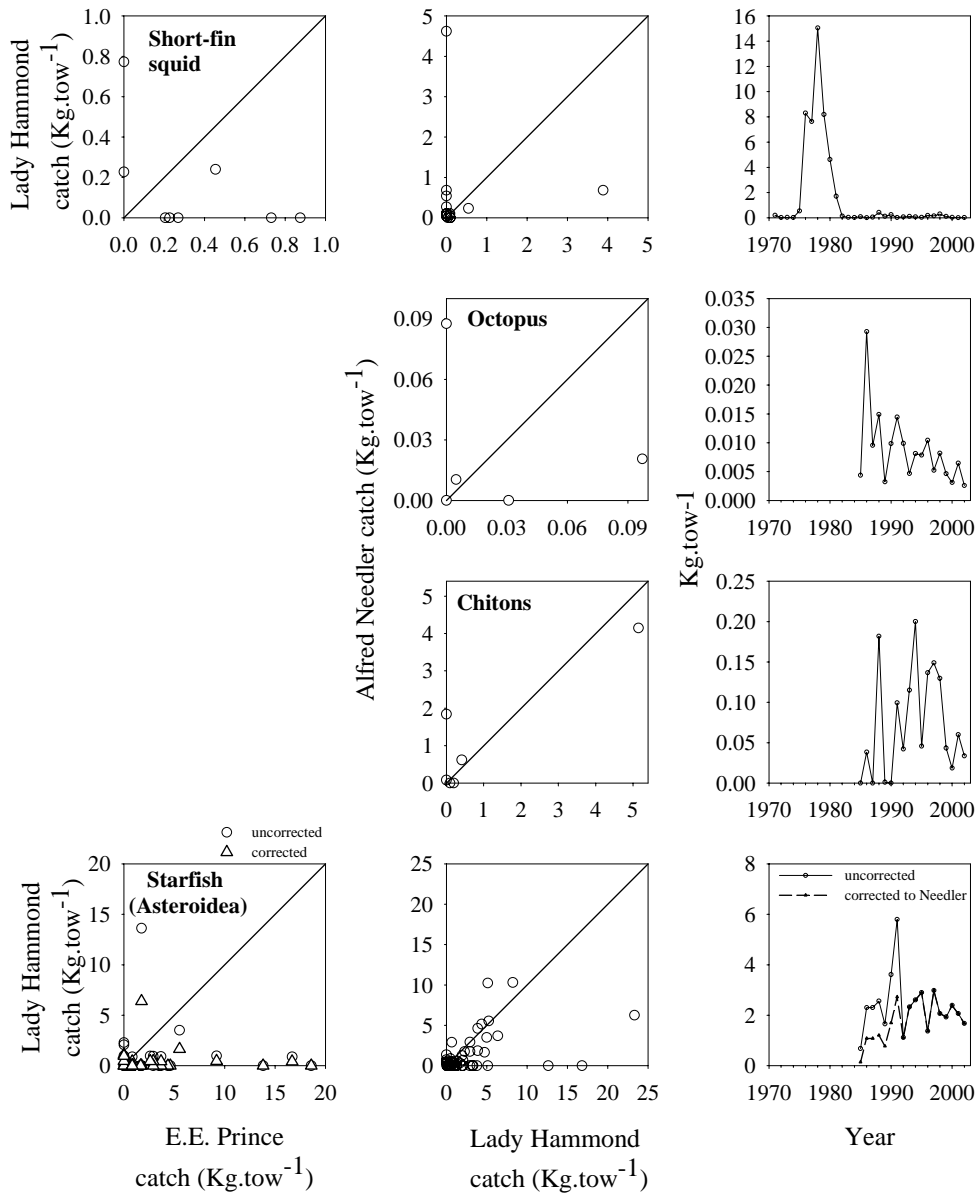 Short-fin
squid
Lady Hammond
catch (Kg.tow-1)
1.0
0.8
0.6
0.4
0.2
0.0
0.0 0.2 0.4 0.6 0.8 1.0
5
4
3
2
1
0
0 1 2 3 4 5
16
14
12
10
8
6
4
2
0
1970 1980 1990 2000
Octopus
Alfred Needler catch (Kg.tow-1)
0.09
0.06
0.03
0.00
0.00 0.03 0.06 0.09
Kg.tow-1
0.035
0.030
0.025
0.020
0.015
0.010
0.005
0.000
1970 1980 1990 2000
Chitons
5
4
3
2
1
0
0 1 2 3 4 5
0.25
0.20
0.15
0.10
0.05
0.00
1970 1980 1990 2000
uncorrected
corrected
Starfish
(Asteroidea)
Lady Hammond
catch (Kg.tow-1)
20
15
10
5
0
0 5 10 15 20
E.E. Prince
catch (Kg.tow-1)
25
20
15
10
5
0
0 5 10 15 20 25
Lady Hammond
catch (Kg.tow-1)
uncorrected
corrected to Needler
8
6
4
2
0
1970 1980 1990 2000
Year